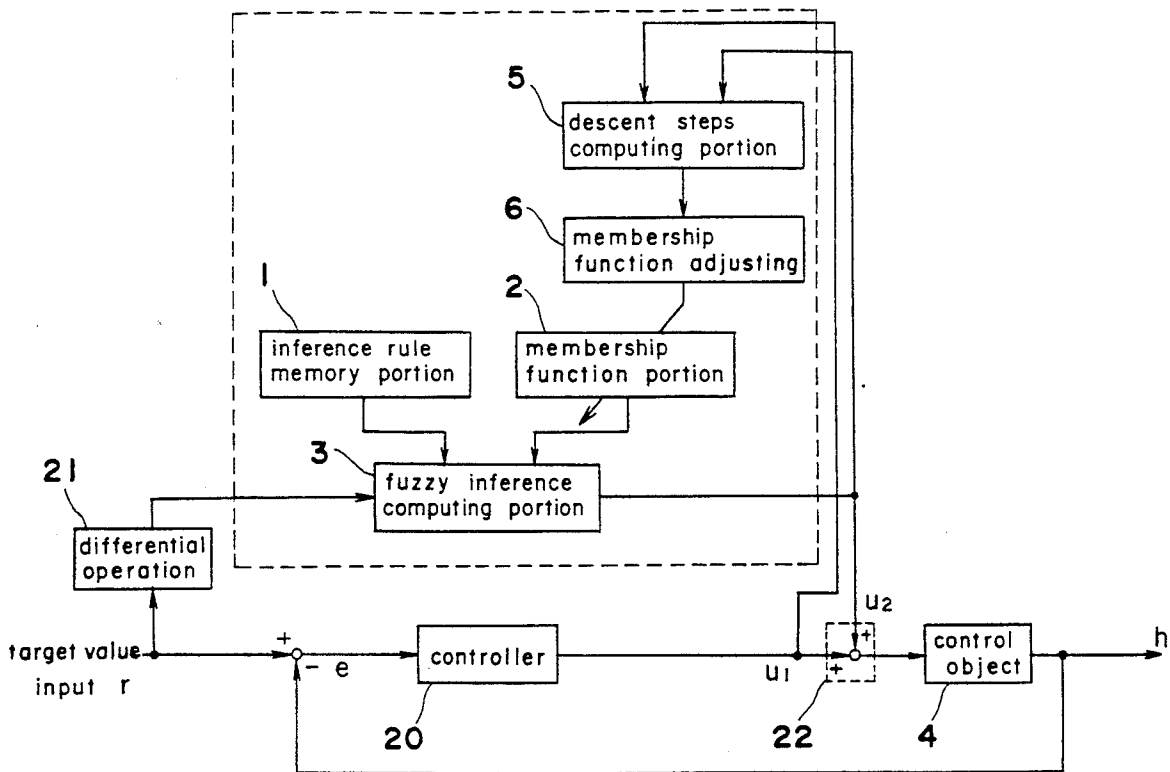 5
descent steps
computing portion
6
membership
function adjusting
1
inference rule
memory portion
2
membership
function portion
3
fuzzy inference
computing portion
21
differential
operation
target value
input r
+
-
e
controller
20
u1
u2
+
+
22
control
object
4
h